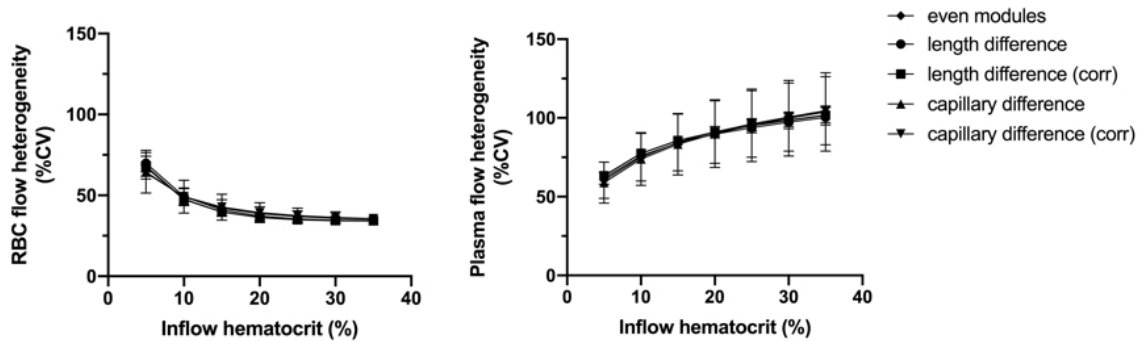 RBC flow heterogeneity
(%CV)
150
100
50
0
0 10 20 30 40
Inflow hematocrit (%)
Plasma flow heterogeneity
(%CV)
150
100
50
0
0 10 20 30 40
Inflow hematocrit (%)
even modules
length difference
length difference (corr)
capillary difference
capillary difference (corr)